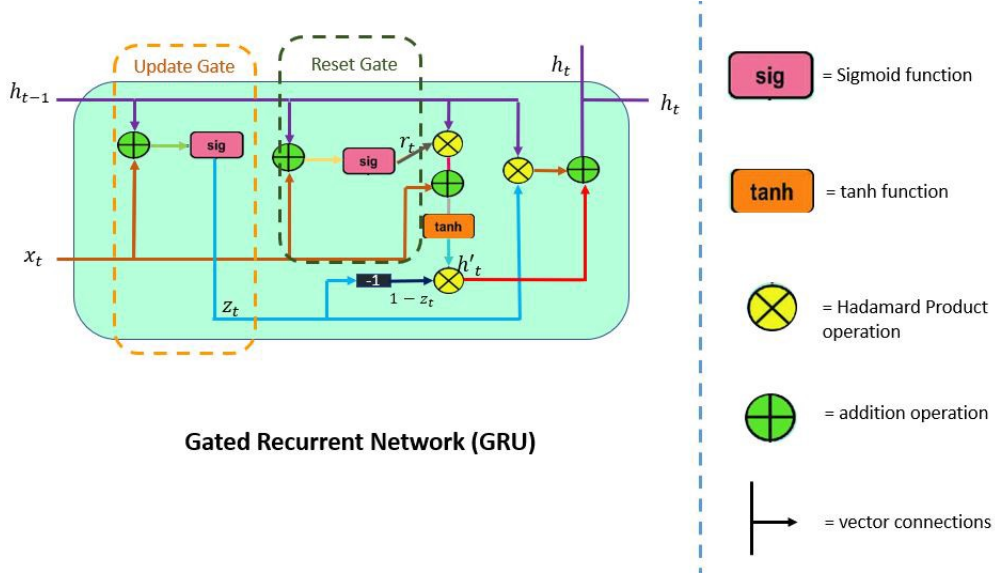 Update Gate
Reset Gate
h_t
h_{t-1}
h_t
sig
sig
r_t
tanh
x_t
h'_t
-1
1 − z_t
z_t
Gated Recurrent Network (GRU)
sig
= Sigmoid function
tanh
= tanh function
= Hadamard Product
operation
= addition operation
= vector connections